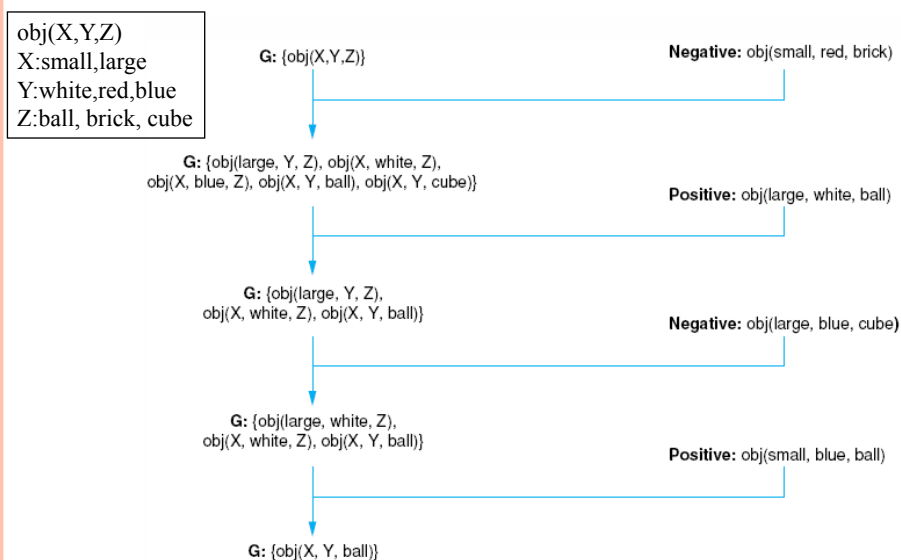 obj(X,Y,Z)
X:small,large
Y:white,red,blue
Z:ball, brick, cube
G: {obj(X,Y,Z)}
Negative: obj(small, red, brick)
G: {obj(large, Y, Z), obj(X, white, Z),
obj(X, blue, Z), obj(X, Y, ball), obj(X, Y, cube)}
Positive: obj(large, white, ball)
G: {obj(large, Y, Z),
obj(X, white, Z), obj(X, Y, ball)}
Negative: obj(large, blue, cube)
G: {obj(large, white, Z),
obj(X, white, Z), obj(X, Y, ball)}
Positive: obj(small, blue, ball)
G: {obj(X, Y, ball)}